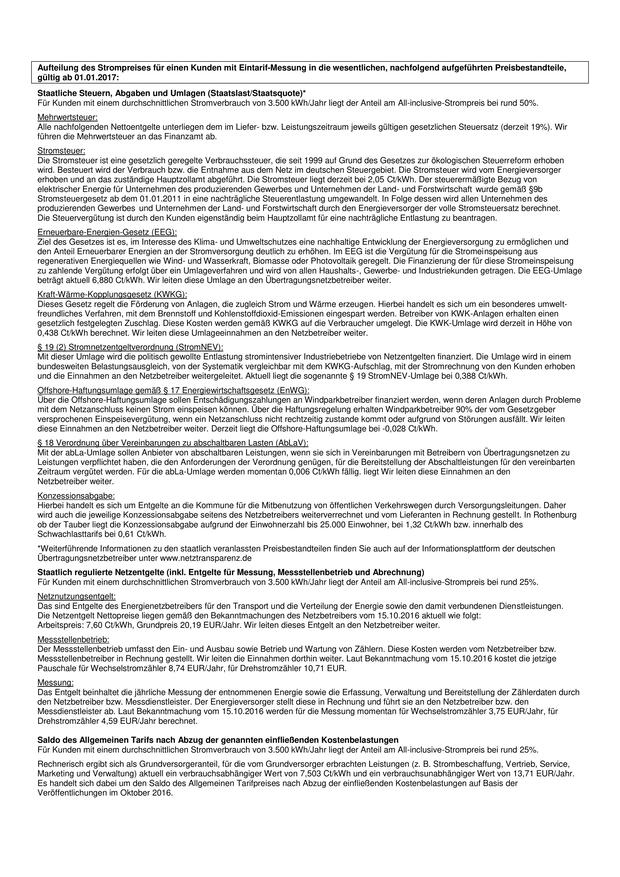 Aufteilung des Strompreises für einen Kunden mit Eintarif-Messung in die wesentlichen, nachfolgend aufgeführten Preisbestandteile,
gültig ab 01.01.2017:
Staatliche Steuern, Abgaben und Umlagen (Staatslast/Staatsquote)*
Für Kunden mit einem durchschnittlichen Stromverbrauch von 3.500 kWh/Jahr liegt der Anteil am All-inclusive-Strompreis bei rund 50%.
Mehrwertsteuer:
Alle nachfolgenden Nettoentgelte unterliegen dem im Liefer- bzw. Leistungszeitraum jeweils gültigen gesetzlichen Steuersatz (derzeit 19%). Wir
führen die Mehrwertsteuer an das Finanzamt ab.
Stromsteuer:
Die Stromsteuer ist eine gesetzlich geregelte Verbrauchssteuer, die seit 1999 auf Grund des Gesetzes zur ökologischen Steuerreform erhoben
wird. Besteuert wird der Verbrauch bzw. die Entnahme aus dem Netz im deutschen Steuergebiet. Die Stromsteuer wird vom Energieversorger
erhoben und an das zuständige Hauptzollamt abgeführt. Die Stromsteuer liegt derzeit bei 2,05 Ct/kWh. Der steuerermäßigte Bezug von
elektrischer Energie für Unternehmen des produzierenden Gewerbes und Unternehmen der Land- und Forstwirtschaft wurde gemäß §9b
Stromsteuergesetz ab dem 01.01.2011 in eine nachträgliche Steuerentlastung umgewandelt. In Folge dessen wird allen Unternehmen des
produzierenden Gewerbes und Unternehmen der Land- und Forstwirtschaft durch den Energieversorger der volle Stromsteuersatz berechnet.
Die Steuervergütung ist durch den Kunden eigenständig beim Hauptzollamt für eine nachträgliche Entlastung zu beantragen.
Erneuerbare-Energien-Gesetz (EEG):
Ziel des Gesetzes ist es, im Interesse des Klima- und Umweltschutzes eine nachhaltige Entwicklung der Energieversorgung zu ermöglichen und
den Anteil Erneuerbarer Energien an der Stromversorgung deutlich zu erhöhen. Im EEG ist die Vergütung für die Stromeinspeisung aus
regenerativen Energiequellen wie Wind- und Wasserkraft, Biomasse oder Photovoltaik geregelt. Die Finanzierung der für diese Stromeinspeisung
zu zahlende Vergütung erfolgt über ein Umlageverfahren und wird von allen Haushalts-, Gewerbe- und Industriekunden getragen. Die EEG-Umlage
beträgt aktuell 6,880 Ct/kWh. Wir leiten diese Umlage an den Übertragungsnetzbetreiber weiter.
Kraft-Wärme-Kopplungsgesetz (KWKG):
Dieses Gesetz regelt die Förderung von Anlagen, die zugleich Strom und Wärme erzeugen. Hierbei handelt es sich um ein besonderes umwelt-
freundliches Verfahren, mit dem Brennstoff und Kohlenstoffdioxid-Emissionen eingespart werden. Betreiber von KWK-Anlagen erhalten einen
gesetzlich festgelegten Zuschlag. Diese Kosten werden gemäß KWKG auf die Verbraucher umgelegt. Die KWK-Umlage wird derzeit in Höhe von
0,438 Ct/kWh berechnet. Wir leiten diese Umlageeinnahmen an den Netzbetreiber weiter.
§ 19 (2) Stromnetzentgeltverordnung (StromNEV):
Mit dieser Umlage wird die politisch gewollte Entlastung stromintensiver Industriebetriebe von Netzentgelten finanziert. Die Umlage wird in einem
bundesweiten Belastungsausgleich, von der Systematik vergleichbar mit dem KWKG-Aufschlag, mit der Stromrechnung von den Kunden erhoben
und die Einnahmen an den Netzbetreiber weitergeleitet. Aktuell liegt die sogenannte § 19 StromNEV-Umlage bei 0,388 Ct/kWh.
Offshore-Haftungsumlage gemäß § 17 Energiewirtschaftsgesetz (EnWG):
Über die Offshore-Haftungsumlage sollen Entschädigungszahlungen an Windparkbetreiber finanziert werden, wenn deren Anlagen durch Probleme
mit dem Netzanschluss keinen Strom einspeisen können. Über die Haftungsregelung erhalten Windparkbetreiber 90% der vom Gesetzgeber
versprochenen Einspeisevergütung, wenn ein Netzanschluss nicht rechtzeitig zustande kommt oder aufgrund von Störungen ausfällt. Wir leiten
diese Einnahmen an den Netzbetreiber weiter. Derzeit liegt die Offshore-Haftungsumlage bei -0,028 Ct/kWh.
§ 18 Verordnung über Vereinbarungen zu abschaltbaren Lasten (AbLaV):
Mit der abLa-Umlage sollen Anbieter von abschaltbaren Leistungen, wenn sie sich in Vereinbarungen mit Betreibern von Übertragungsnetzen zu
Leistungen verpflichtet haben, die den Anforderungen der Verordnung genügen, für die Bereitstellung der Abschaltleistungen für den vereinbarten
Zeitraum vergütet werden. Für die abLa-Umlage werden momentan 0,006 Ct/kWh fällig. liegt Wir leiten diese Einnahmen an den
Netzbetreiber weiter.
Konzessionsabgabe:
Hierbei handelt es sich um Entgelte an die Kommune für die Mitbenutzung von öffentlichen Verkehrswegen durch Versorgungsleitungen. Daher
wird auch die jeweilige Konzessionsabgabe seitens des Netzbetreibers weiterverrechnet und vom Lieferanten in Rechnung gestellt. In Rothenburg
ob der Tauber liegt die Konzessionsabgabe aufgrund der Einwohnerzahl bis 25.000 Einwohner, bei 1,32 Ct/kWh bzw. innerhalb des
Schwachlasttarifs bei 0,61 Ct/kWh.
*Weiterführende Informationen zu den staatlich veranlassten Preisbestandteilen finden Sie auch auf der Informationsplattform der deutschen
Übertragungsnetzbetreiber unter www.netztransparenz.de
Staatlich regulierte Netzentgelte (inkl. Entgelte für Messung, Messstellenbetrieb und Abrechnung)
Für Kunden mit einem durchschnittlichen Stromverbrauch von 3.500 kWh/Jahr liegt der Anteil am All-inclusive-Strompreis bei rund 25%.
Netznutzungsentgelt:
Das sind Entgelte des Energienetzbetreibers für den Transport und die Verteilung der Energie sowie den damit verbundenen Dienstleistungen.
Die Netzentgelt Nettopreise liegen gemäß den Bekanntmachungen des Netzbetreibers vom 15.10.2016 aktuell wie folgt:
Arbeitspreis: 7,60 Ct/kWh, Grundpreis 20,19 EUR/Jahr. Wir leiten dieses Entgelt an den Netzbetreiber weiter.
Messstellenbetrieb:
Der Messstellenbetrieb umfasst den Ein- und Ausbau sowie Betrieb und Wartung von Zählern. Diese Kosten werden vom Netzbetreiber bzw.
Messstellenbetreiber in Rechnung gestellt. Wir leiten die Einnahmen dorthin weiter. Laut Bekanntmachung vom 15.10.2016 kostet die jetzige
Pauschale für Wechselstromzähler 8,74 EUR/Jahr, für Drehstromzähler 10,71 EUR.
Messung:
Das Entgelt beinhaltet die jährliche Messung der entnommenen Energie sowie die Erfassung, Verwaltung und Bereitstellung der Zählerdaten durch
den Netzbetreiber bzw. Messdienstleister. Der Energieversorger stellt diese in Rechnung und führt sie an den Netzbetreiber bzw. den
Messdienstleister ab. Laut Bekanntmachung vom 15.10.2016 werden für die Messung momentan für Wechselstromzähler 3,75 EUR/Jahr, für
Drehstromzähler 4,59 EUR/Jahr berechnet.
Saldo des Allgemeinen Tarifs nach Abzug der genannten einfließenden Kostenbelastungen
Für Kunden mit einem durchschnittlichen Stromverbrauch von 3.500 kWh/Jahr liegt der Anteil am All-inclusive-Strompreis bei rund 25%.
Rechnerisch ergibt sich als Grundversorgeranteil, für die vom Grundversorger erbrachten Leistungen (z. B. Strombeschaffung, Vertrieb, Service,
Marketing und Verwaltung) aktuell ein verbrauchsabhängiger Wert von 7,503 Ct/kWh und ein verbrauchsunabhängiger Wert von 13,71 EUR/Jahr.
Es handelt sich dabei um den Saldo des Allgemeinen Tarifpreises nach Abzug der einfließenden Kostenbelastungen auf Basis der
Veröffentlichungen im Oktober 2016.